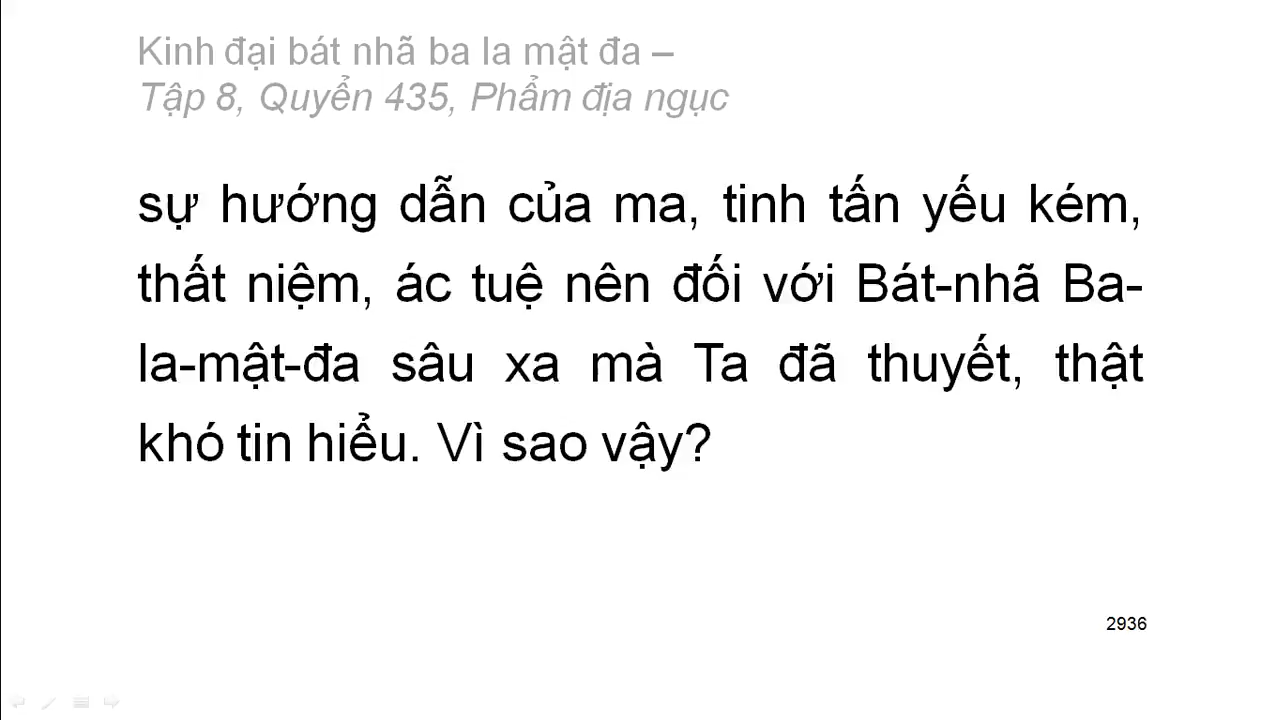 Kinh đại bát nhã ba la mật đa –
Tập 8, Quyển 435, Phẩm địa ngục
sự hướng dẫn của ma, tinh tấn yếu kém,
thất niệm, ác tuệ nên đối với Bát-nhã Ba-
la-mật-đa sâu xa mà Ta đã thuyết, thật
khó tin hiểu. Vì sao vậy?
2936